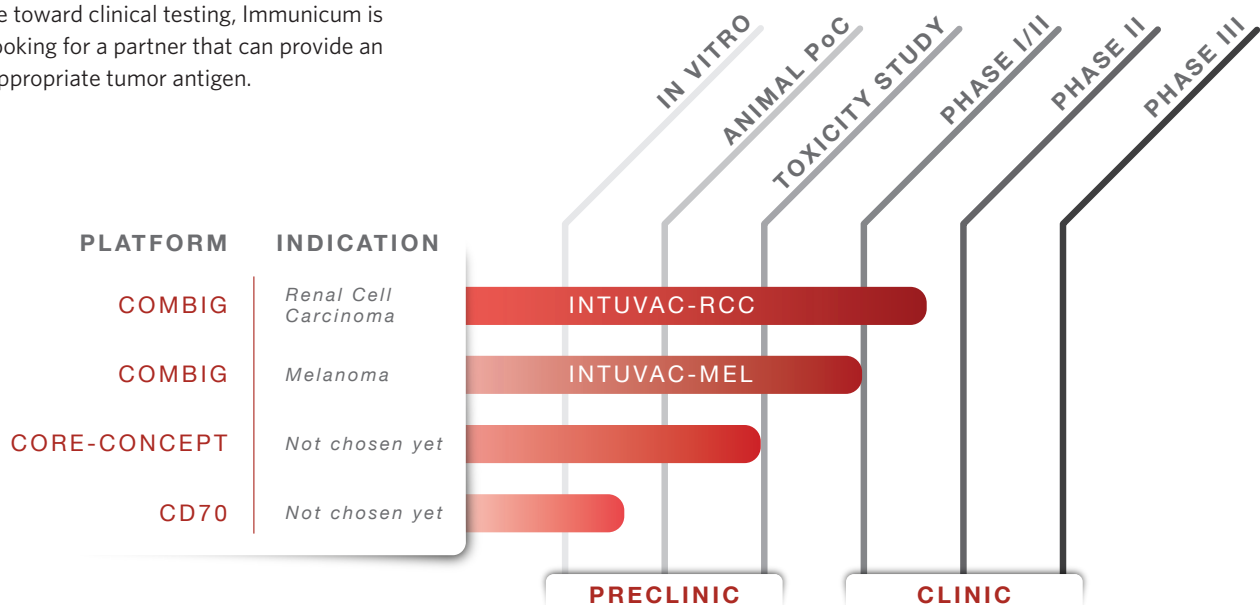 toward clinical testing, Immunicum is
for a partner that can provide an
tumor antigen.
IN VITRO
ANIMAL PoC
TOXICITY STUDY
PHASE I/II
PHASE II
PHASE III
PLATFORM INDICATION
COMBIG Renal Cell
Carcinoma INTUVAC-RCC
COMBIG Melanoma INTUVAC-MEL
CORE-CONCEPT Not chosen yet
CD70 Not chosen yet
PRECLINIC CLINIC